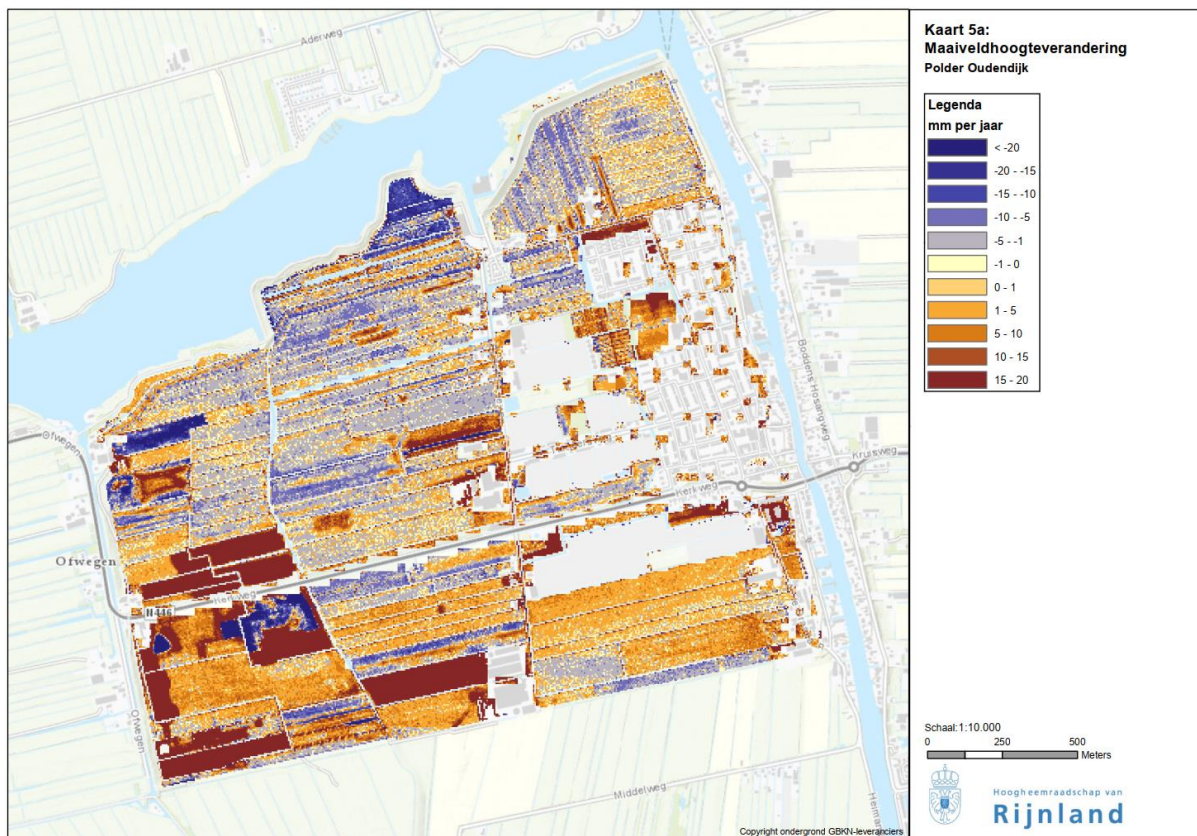 Kaart 5a:
Maaiveldhoogteverandering
Polder Oudendijk
Legenda
mm per jaar
< -20
-20 - -15
-15 - -10
-10 - -5
-5 - -1
-1 - 0
0 - 1
1 - 5
5 - 10
10 - 15
15 - 20
Aderweg
Boddens Hosangweg
Ofwegen
Kruisweg
Kerkweg
Ofwegen
N446
Kerkweg
Ofwegen
Middelweg
Schaal:1:10.000
0 250 500
Meters
Hoogheemraadschap van
Rijnland
Copyright ondergrond GBKN-leveranciers